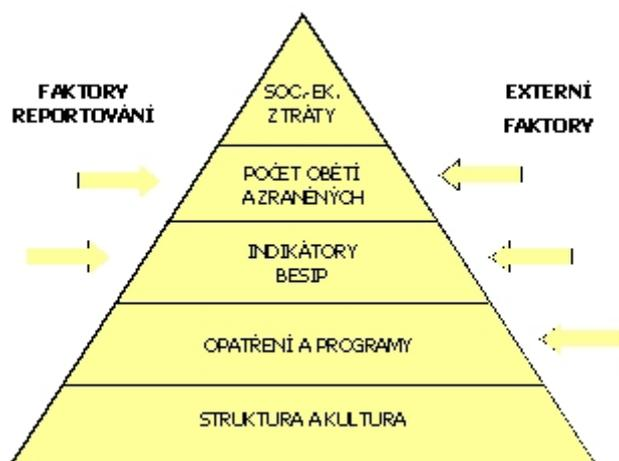 SOC.-EK.
ZTRÁTY
FAKTORY
REPORTOVÁNÍ
EXTERNÍ
FAKTORY
POČET OBĚTÍ
A ZRANĚNÝCH
INDIKÁTORY
BESIP
OPATŘENÍ A PROGRAMY
STRUKTURA A KULTURA